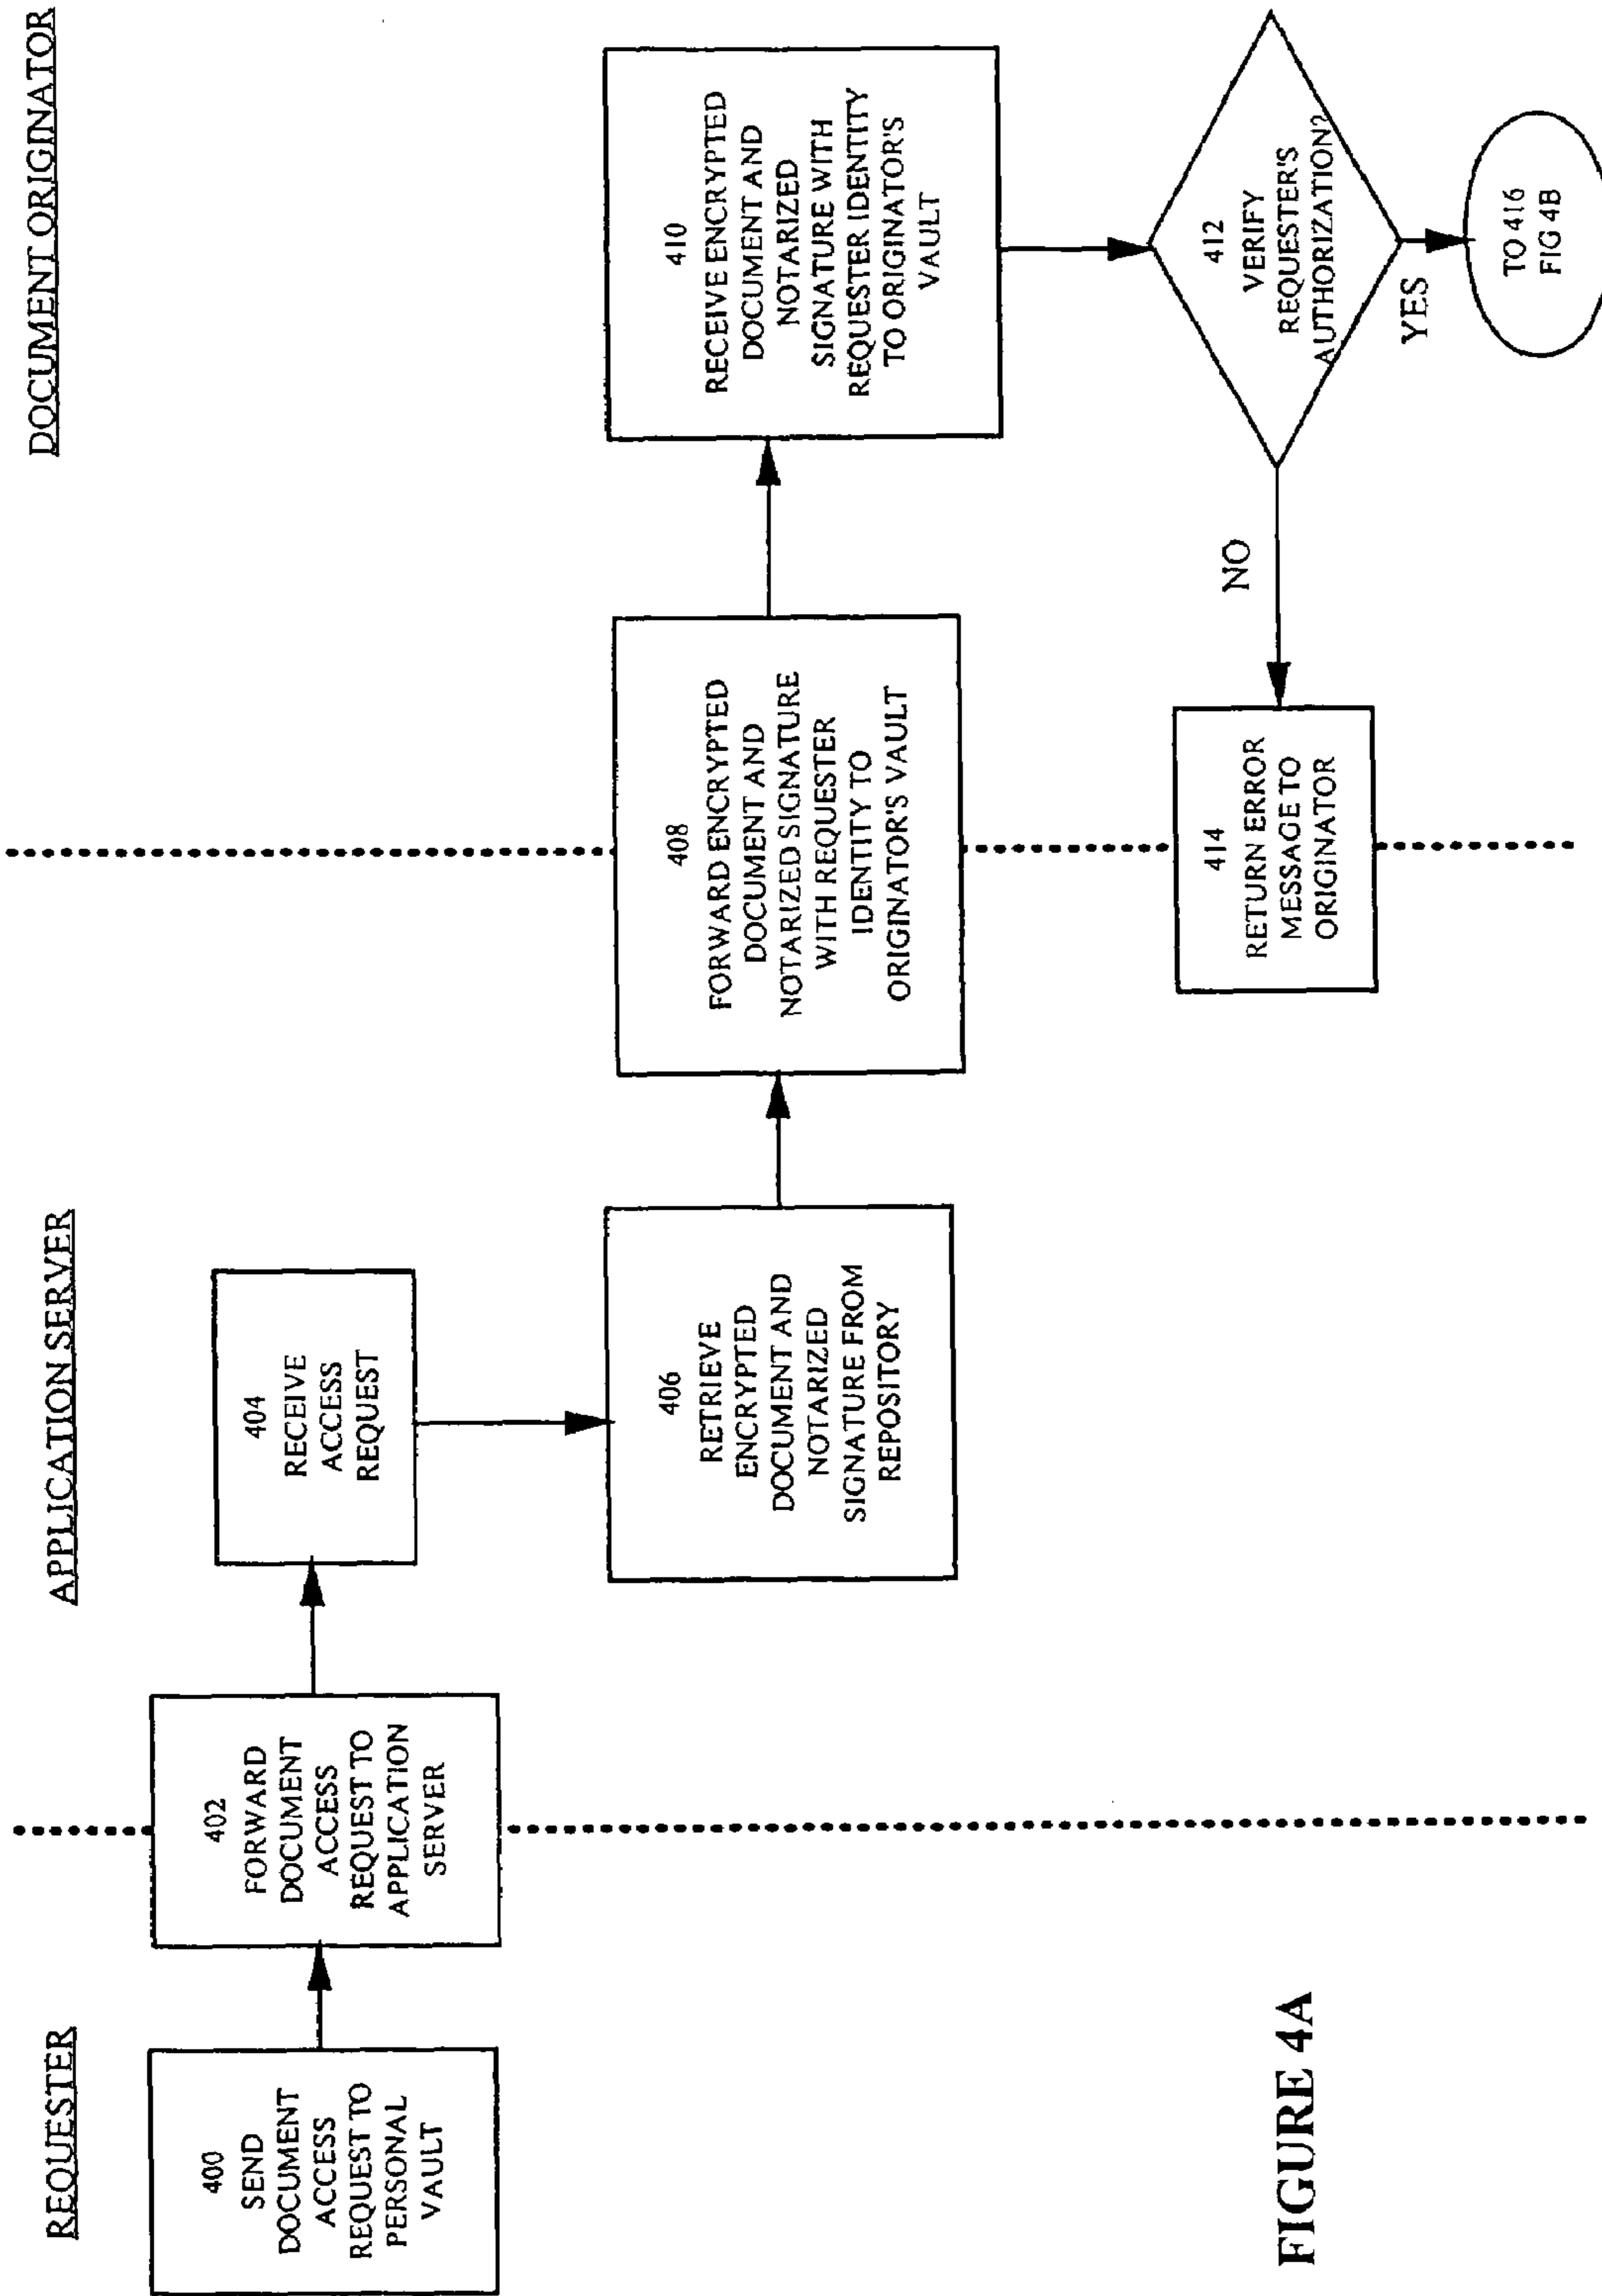 REQUESTER
APPLICATION SERVER
DOCUMENT ORIGINATOR
400
SEND
DOCUMENT
ACCESS
REQUEST TO
PERSONAL
VAULT
402
FORWARD
DOCUMENT
ACCESS
REQUEST TO
APPLICATION
SERVER
404
RECEIVE
ACCESS
REQUEST
406
RETRIEVE
ENCRYPTED
DOCUMENT AND
NOTARIZED
SIGNATURE FROM
REPOSITORY
408
FORWARD ENCRYPTED
DOCUMENT AND
NOTARIZED SIGNATURE
WITH REQUESTER
IDENTITY TO
ORIGINATOR'S VAULT
410
RECEIVE ENCRYPTED
DOCUMENT AND
NOTARIZED
SIGNATURE WITH
REQUESTER IDENTITY
TO ORIGINATOR'S
VAULT
412
VERIFY
REQUESTER'S
AUTHORIZATION?
NO
YES
414
RETURN ERROR
MESSAGE TO
ORIGINATOR
TO 416
FIG 4B
FIGURE 4A